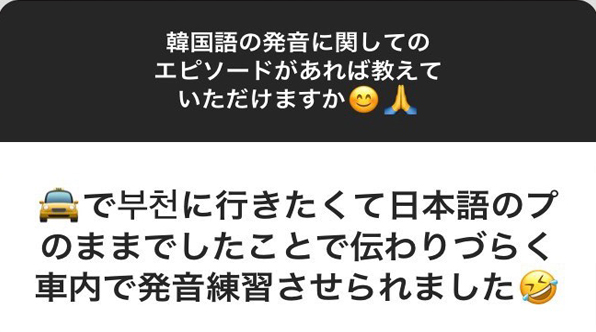 韓国語の発音に関しての
エピソードがあれば教えて
いただけますか😊🙏
🚖で부천に行きたくて日本語のプ
のままでしたことで伝わりづらく
車内で発音練習させられました🤣